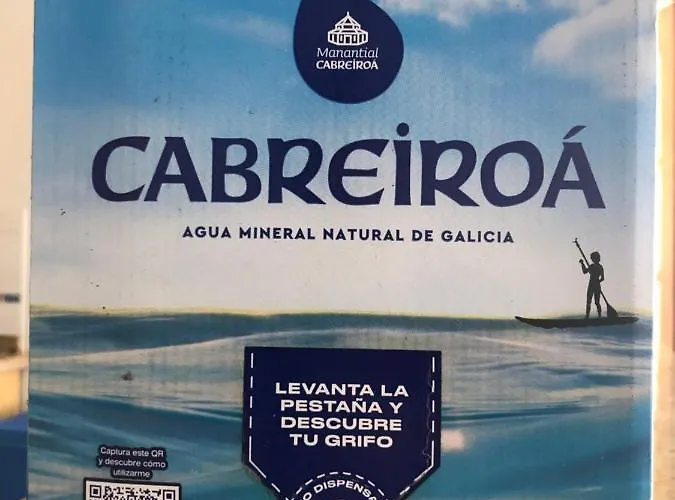 Manantial
CABREIROÁ
CABREIROÁ
AGUA MINERAL NATURAL DE GALICIA
LEVANTA LA
PESTAÑA Y
DESCUBRE
TU GRIFO
Captura este QR
y descubre cómo
utilizarme